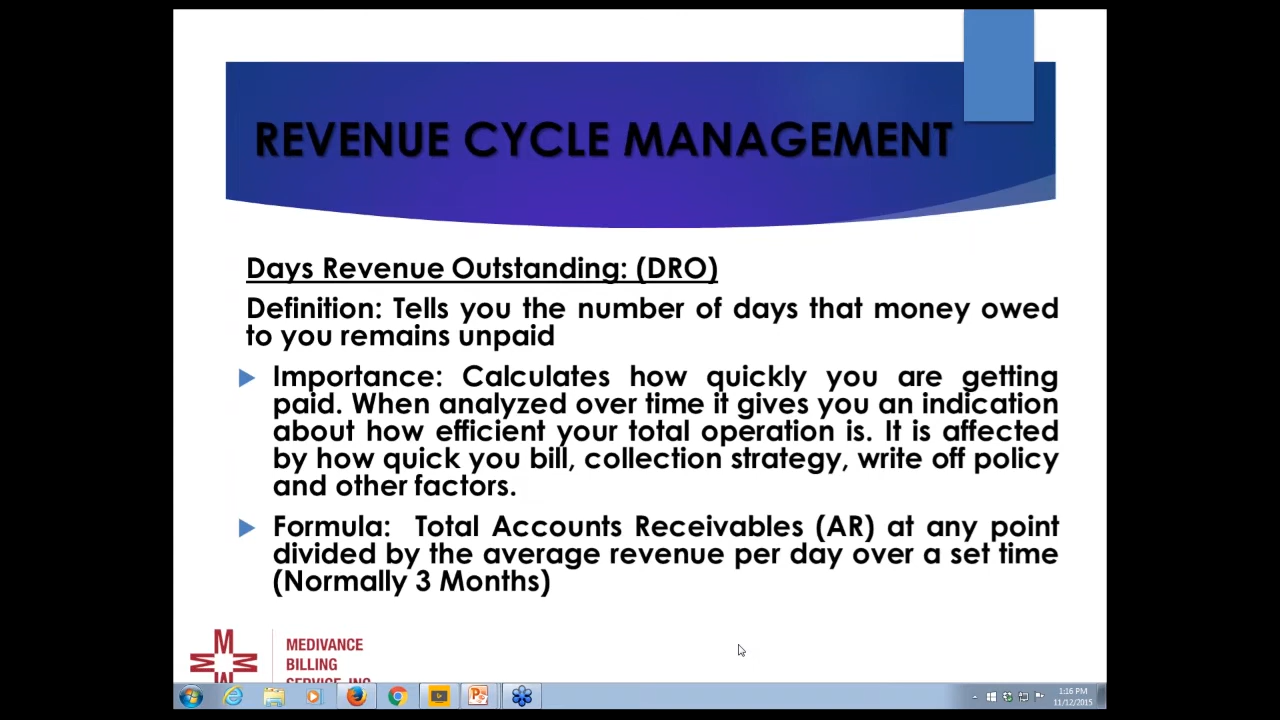 REVENUE CYCLE MANAGEMENT
Days Revenue Outstanding: (DRO)
Definition: Tells you the number of days that money owed
to you remains unpaid
Importance: Calculates how quickly you are getting
paid. When analyzed over time it gives you an indication
about how efficient your total operation is. It is affected
by how quick you bill, collection strategy, write off policy
and other factors.
Formula: Total Accounts Receivables (AR) at any point
divided by the average revenue per day over a set time
(Normally 3 Months)
MEDIVANCE
BILLING
SERVICE, INC
1:16 PM
11/12/2015